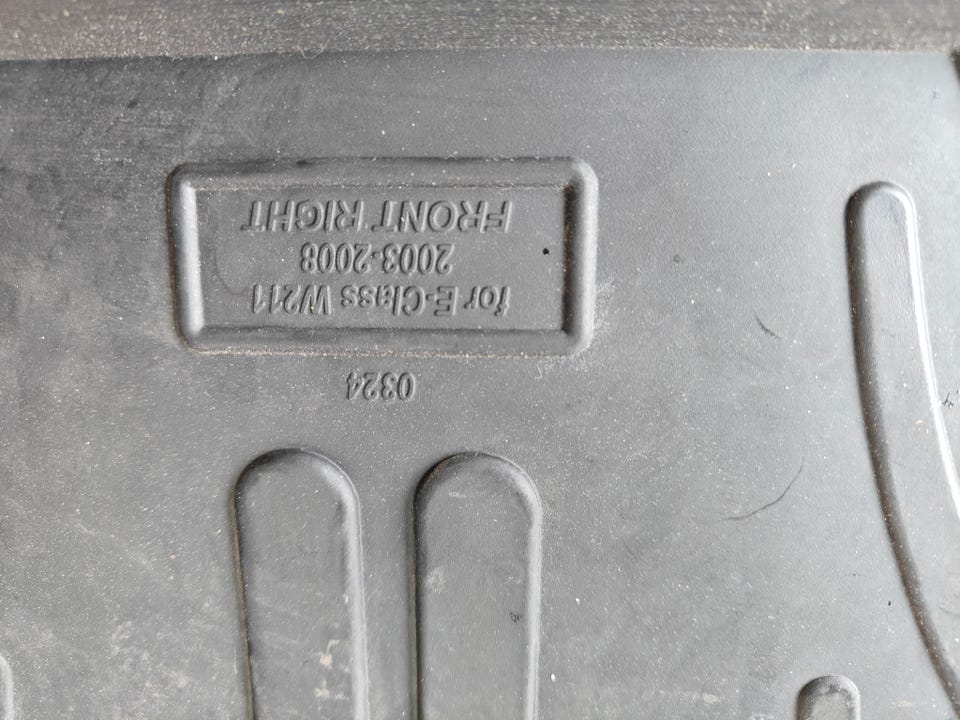 0324
for E-Class W211
2003-2008
FRONT RIGHT